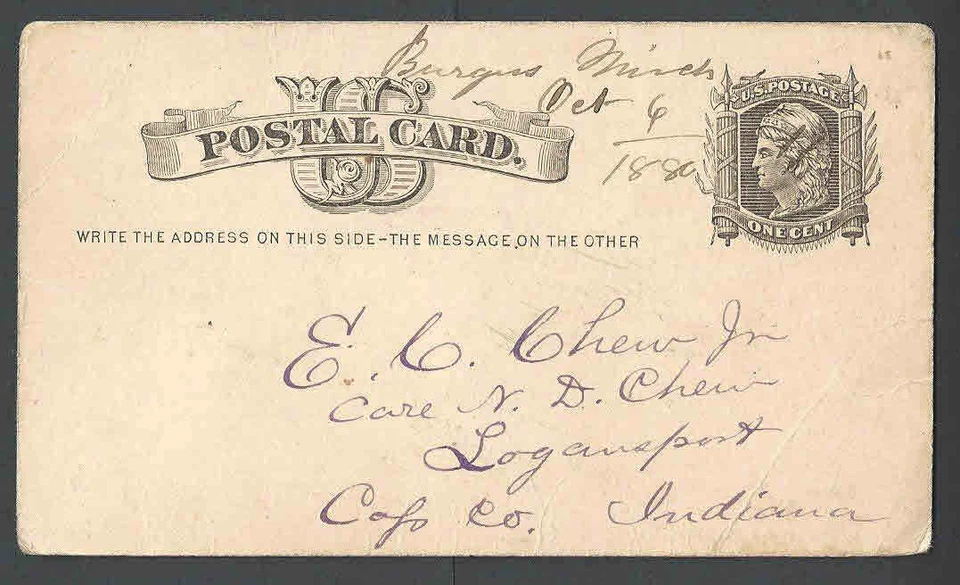 Burgess Mich
Oct 6
1880
US
POSTAL CARD.
U.S. POSTAGE
ONE CENT
WRITE THE ADDRESS ON THIS SIDE-THE MESSAGE ON THE OTHER
E. C. Chew Jr
Care N. D. Chew
Logansport
Cass Co. Indiana